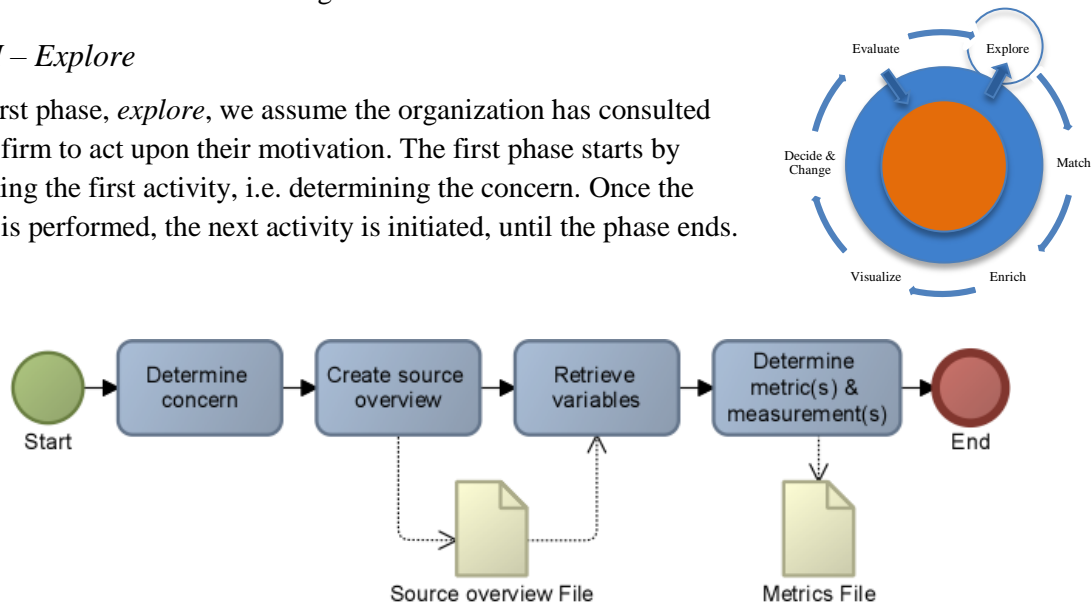 – Explore
rst phase, explore, we assume the organization has consulted
firm to act upon their motivation. The first phase starts by
ing the first activity, i.e. determining the concern. Once the
is performed, the next activity is initiated, until the phase ends.
Evaluate
Explore
Decide &
Change
Match
Visualize
Enrich
Determine
concern
Create source
overview
Retrieve
variables
Determine
metric(s) &
measurement(s)
Start
End
Source overview File
Metrics File